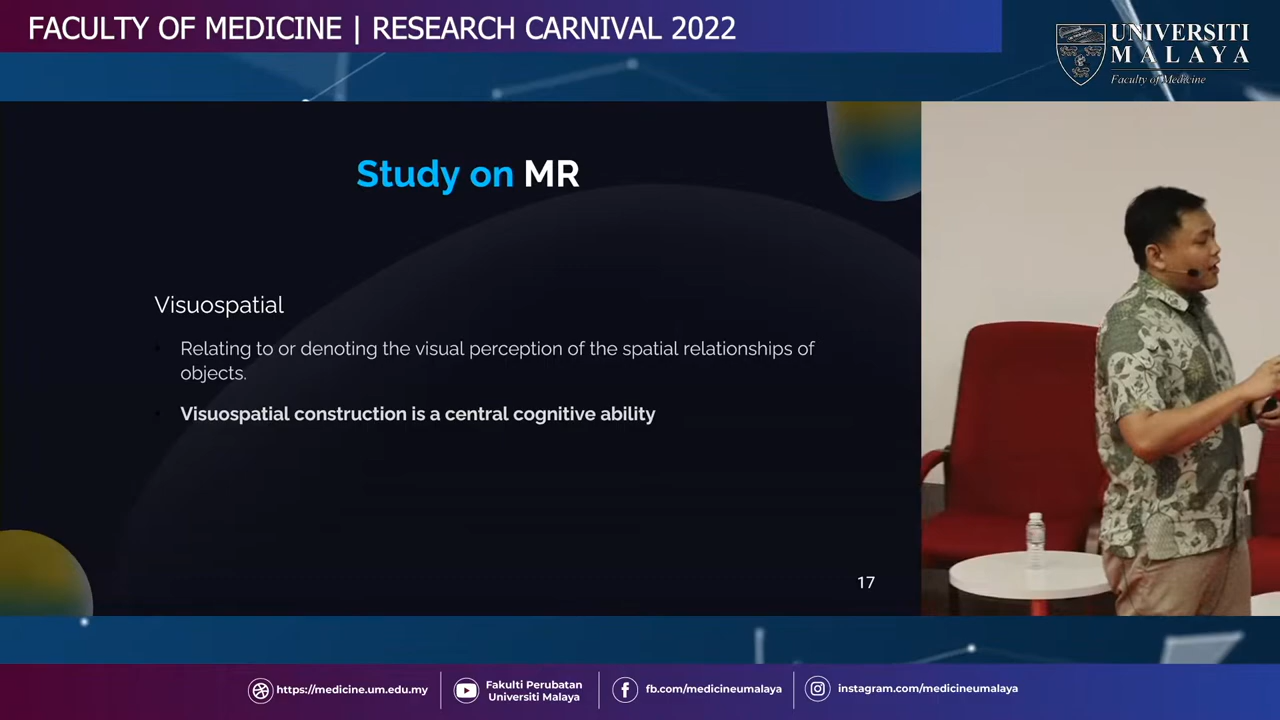 FACULTY OF MEDICINE | RESEARCH CARNIVAL 2022
UNIVERSITI
MALAYA
Faculty of Medicine
Study on MR
Visuospatial
Relating to or denoting the visual perception of the spatial relationships of
objects.
Visuospatial construction is a central cognitive ability
17
https://medicine.um.edu.my
Fakulti Perubatan
Universiti Malaya
fb.com/medicineumalaya
instagram.com/medicineumalaya